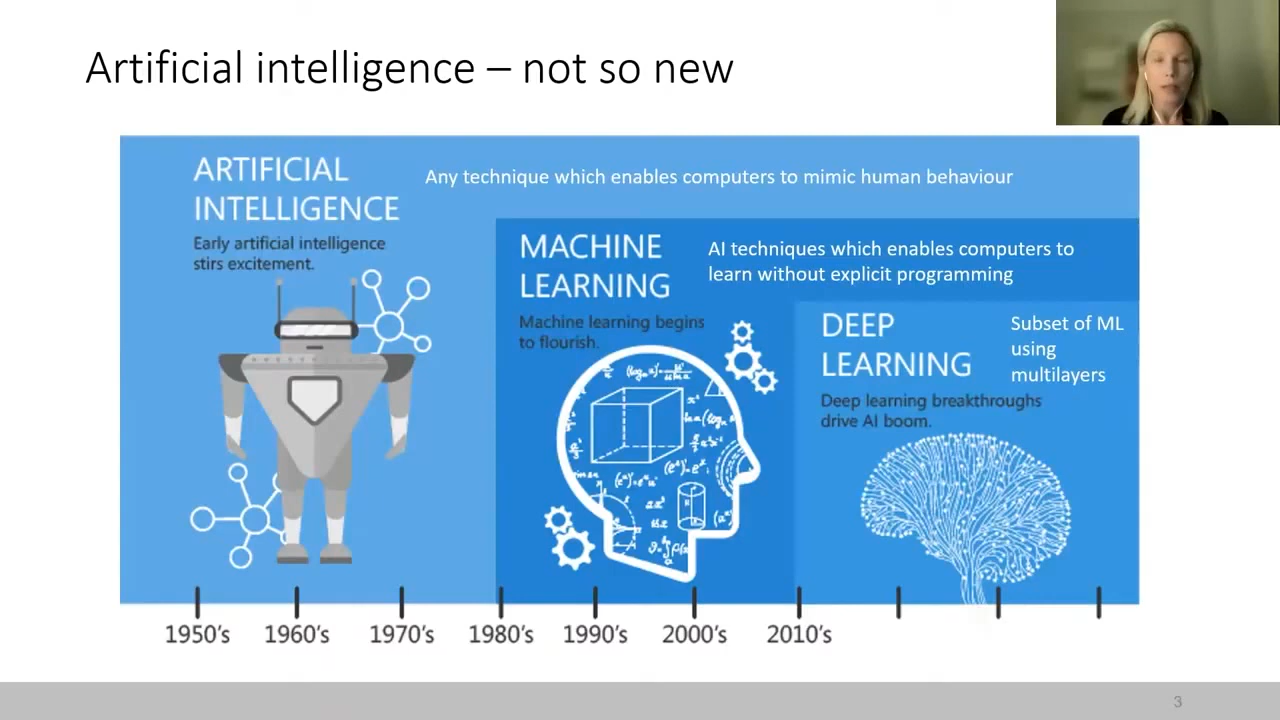 Artificial intelligence – not so new
ARTIFICIAL
INTELLIGENCE
Any technique which enables computers to mimic human behaviour
Early artificial intelligence
stirs excitement.
MACHINE
LEARNING
AI techniques which enables computers to
learn without explicit programming
Machine learning begins
to flourish.
DEEP
LEARNING
Subset of ML
using
multilayers
Deep learning breakthroughs
drive AI boom.
1950's
1960's
1970's
1980's
1990's
2000's
2010's
3